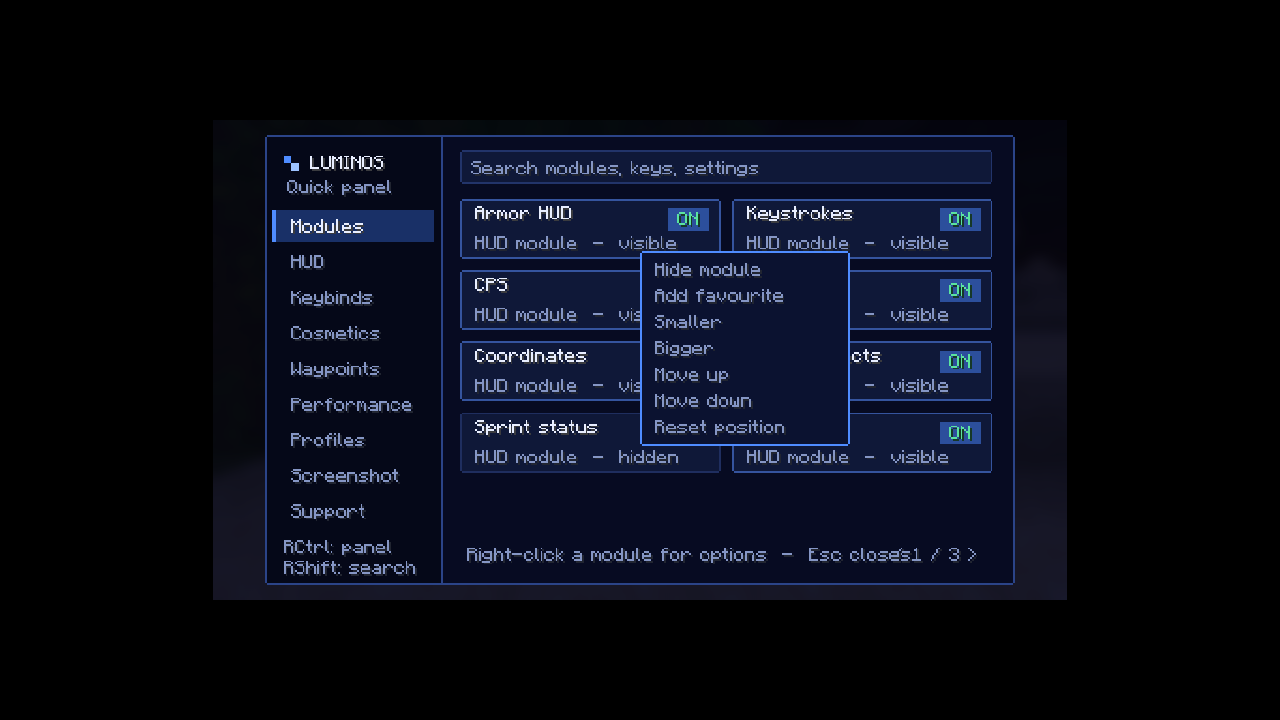 LUMINOS
Quick panel
Modules
HUD
Keybinds
Cosmetics
Waypoints
Performance
Profiles
Screenshot
Support
RCtrl: panel
RShift: search
Search modules, keys, settings
Armor HUD
ON
HUD module - visible
Keystrokes
ON
HUD module - visible
CPS
HUD module - vis
ON
- visible
Coordinates
HUD module - vis
cts
ON
- visible
Sprint status
HUD module - hidden
ON
HUD module - visible
Hide module
Add favourite
Smaller
Bigger
Move up
Move down
Reset position
Right-click a module for options - Esc closes
1 / 3 >